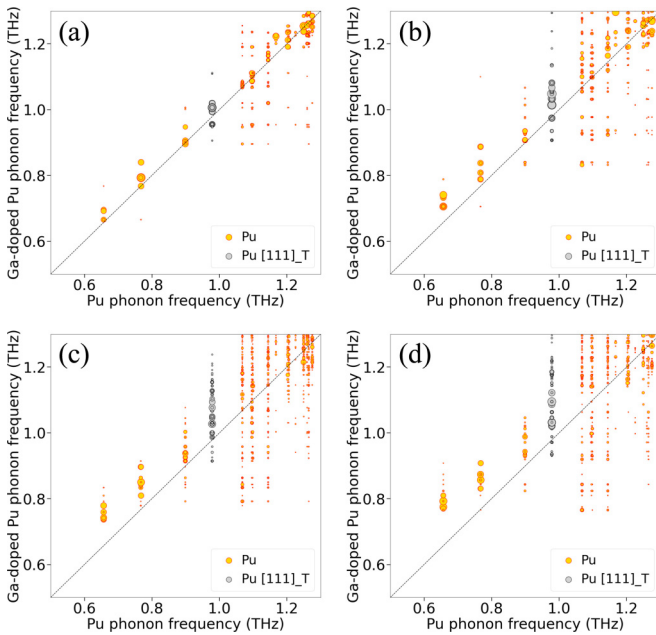 (a)
Ga-doped Pu phonon frequency (THz)
1.2
1.0
0.8
0.6
0.6 0.8 1.0 1.2
Pu phonon frequency (THz)
Pu
Pu [111]_T
(b)
Ga-doped Pu phonon frequency (THz)
1.2
1.0
0.8
0.6
0.6 0.8 1.0 1.2
Pu phonon frequency (THz)
Pu
Pu [111]_T
(c)
Ga-doped Pu phonon frequency (THz)
1.2
1.0
0.8
0.6
0.6 0.8 1.0 1.2
Pu phonon frequency (THz)
Pu
Pu [111]_T
(d)
Ga-doped Pu phonon frequency (THz)
1.2
1.0
0.8
0.6
0.6 0.8 1.0 1.2
Pu phonon frequency (THz)
Pu
Pu [111]_T